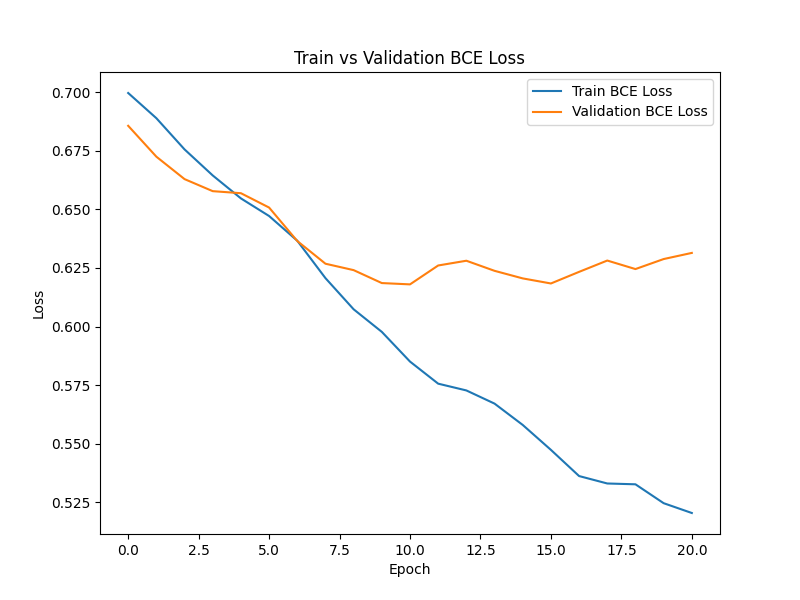 Train vs Validation BCE Loss
Train BCE Loss
Validation BCE Loss
0.700
0.675
0.650
0.625
0.600
0.575
0.550
0.525
Loss
0.0 2.5 5.0 7.5 10.0 12.5 15.0 17.5 20.0
Epoch